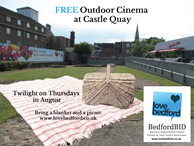 FREE Outdoor Cinema
at Castle Quay
Twilight on Thursdays
in August
Bring a blanket and a picnic
www.lovebedford.co.uk
love
bedford
BedfordBID